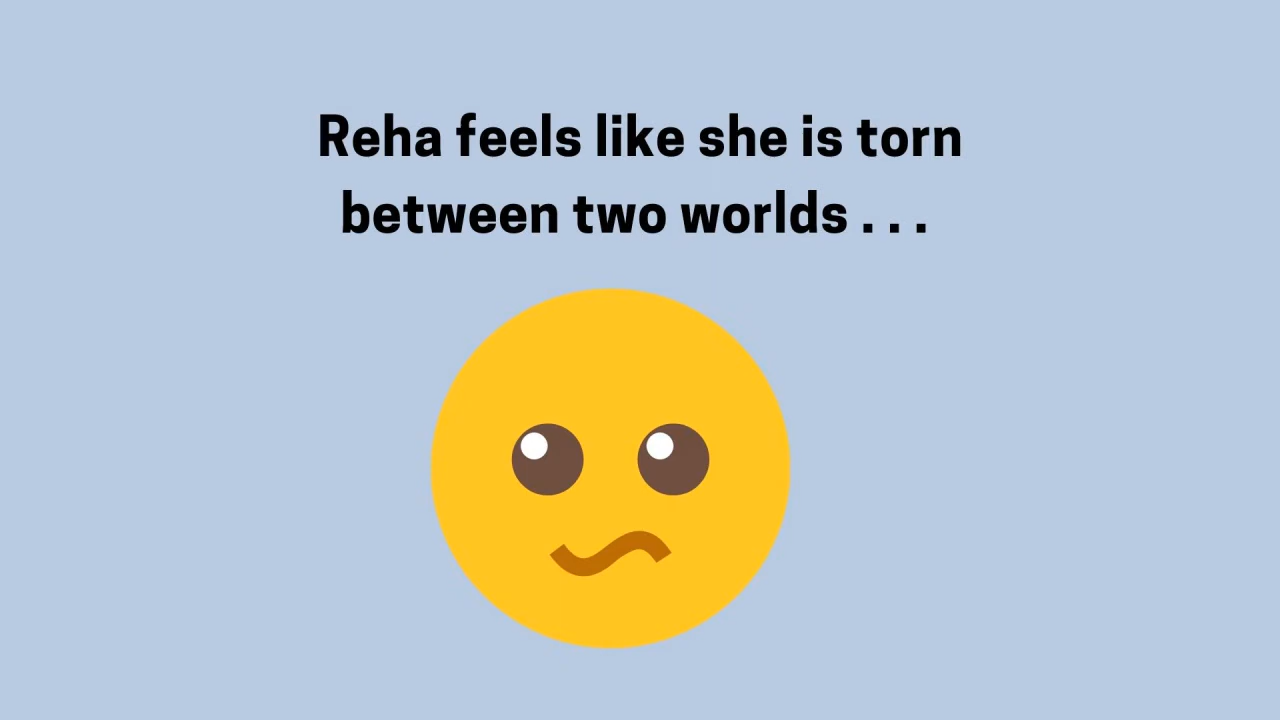 Reha feels like she is torn
between two worlds . . .